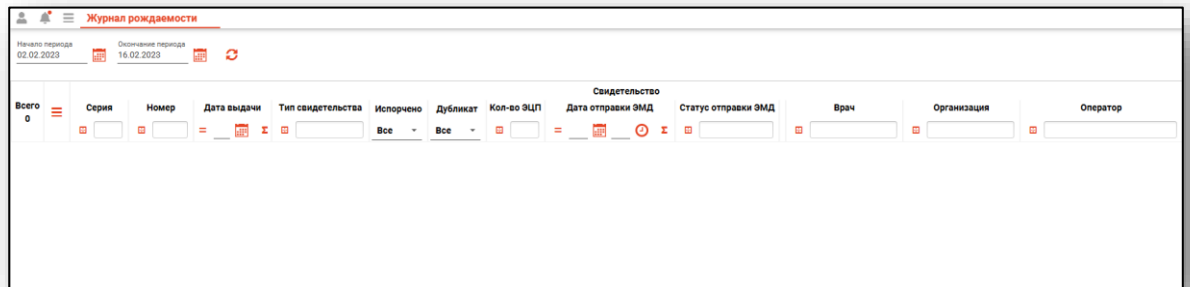 Журнал рождаемости
Начало периода Окончание периода
02.02.2023 16.02.2023
Свидетельство
Всего Серия Номер Дата выдачи Тип свидетельства Испорчено Дубликат Кол-во ЭЦП Дата отправки ЭМД Статус отправки ЭМД Врач Организация Оператор
0
= Σ Все Все = Σ